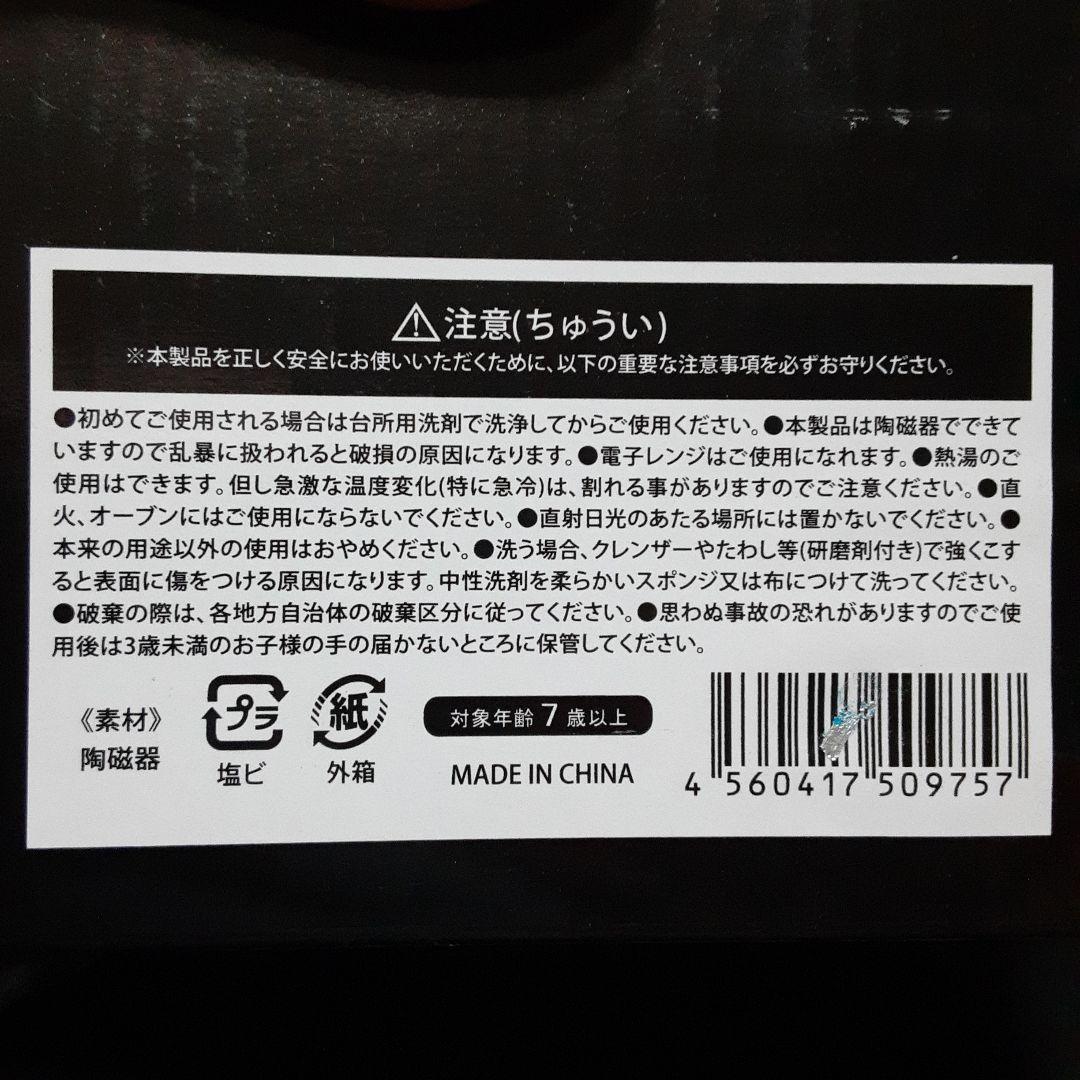 ⚠注意(ちゅうい)
※本製品を正しく安全にお使いいただくために、以下の重要な注意事項を必ずお守りください。
●初めてご使用される場合は台所用洗剤で洗浄してからご使用ください。●本製品は陶磁器でできて
いますので乱暴に扱われると破損の原因になります。●電子レンジはご使用になれます。●熱湯のご
使用はできます。但し急激な温度変化(特に急冷)は、割れる事がありますのでご注意ください。●直
火、オーブンにはご使用にならないでください。●直射日光のあたる場所には置かないでください。●
本来の用途以外の使用はおやめください。●洗う場合、クレンザーやたわし等(研磨剤付き)で強くこす
ると表面に傷をつける原因になります。中性洗剤を柔らかいスポンジ又は布につけて洗ってください。
●破棄の際は、各地方自治体の破棄区分に従ってください。●思わぬ事故の恐れがありますのでご使
用後は3歳未満のお子様の手の届かないところに保管してください。
《素材》
陶磁器
プラ
塩ビ
紙
外箱
対象年齢7歳以上
MADE IN CHINA
4 560417 509757